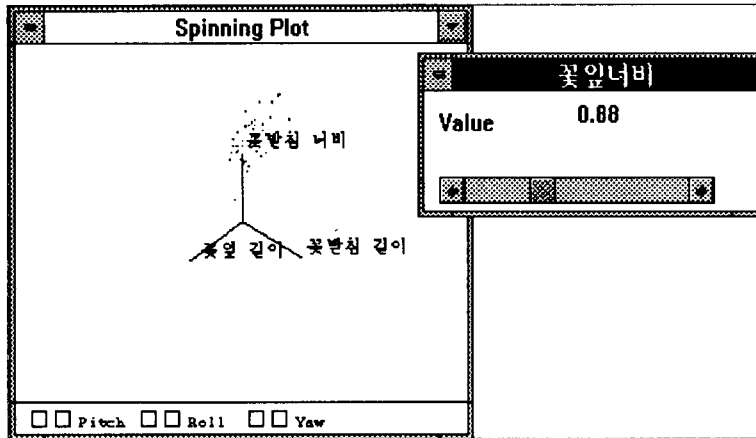 Spinning Plot
꽃잎너비
Value 0.88
꽃받침 너비
꽃잎 길이
꽃받침 길이
Pitch Roll Yaw